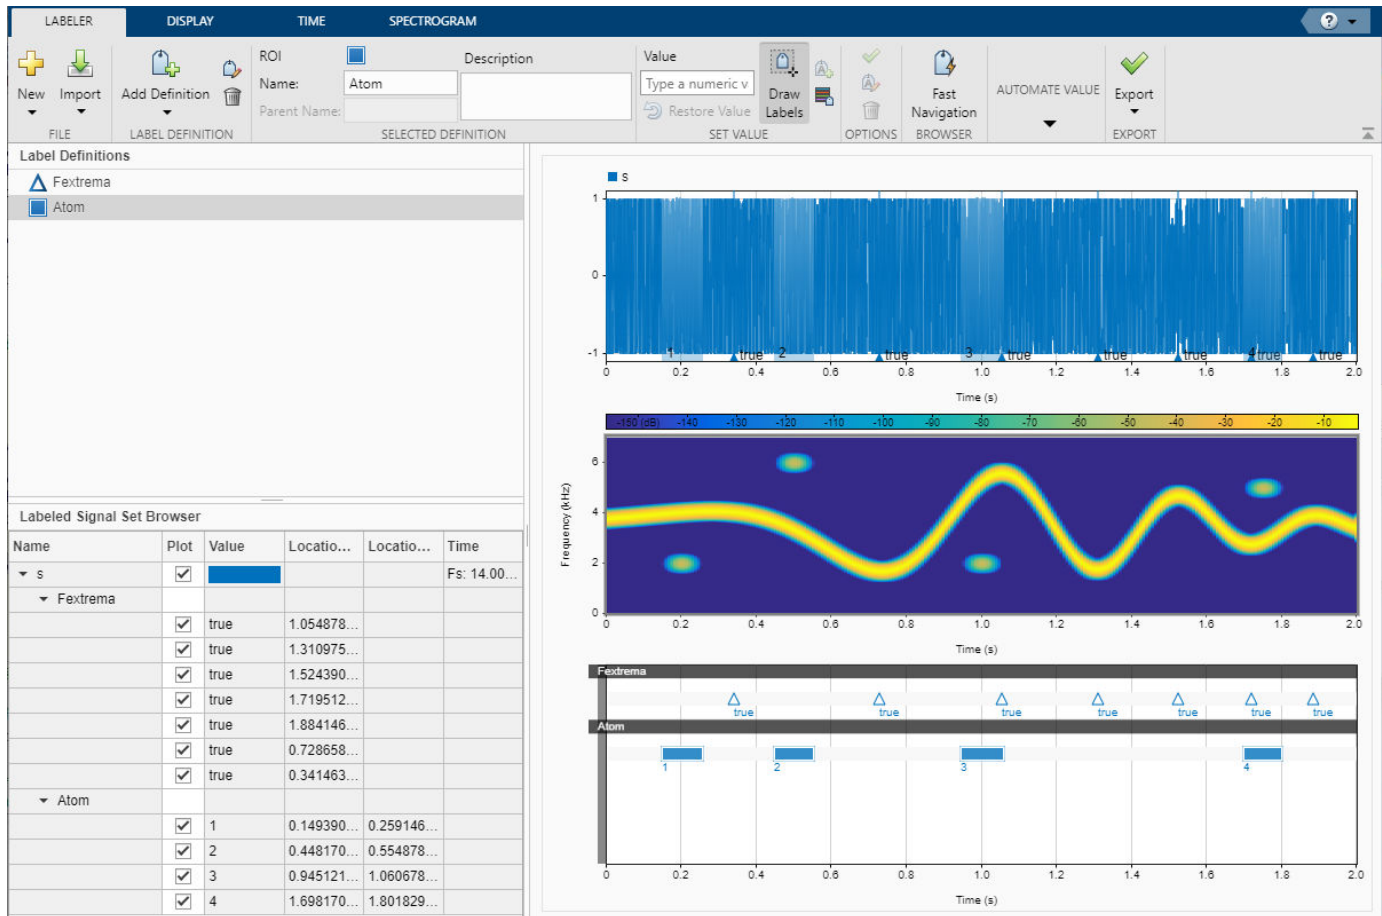 LABELER DISPLAY TIME SPECTROGRAM ?
ROI Description Value
New Import Add Definition Name: Atom Type a numeric v Draw Labels Fast Navigation AUTOMATE VALUE Export
Parent Name: Restore Value
FILE LABEL DEFINITION SELECTED DEFINITION SET VALUE OPTIONS BROWSER EXPORT
Label Definitions
Fextrema
Atom
Labeled Signal Set Browser
Name Plot Value Locatio... Locatio... Time
s Fs: 14.00...
Fextrema
true 1.054878...
true 1.310975...
true 1.524390...
true 1.719512...
true 1.884146...
true 0.728658...
true 0.341463...
Atom
1 0.149390... 0.259146...
2 0.448170... 0.554878...
3 0.945121... 1.060678...
4 1.698170... 1.801829...
s
1
0
-1
1 true 2 true 3 true true true 4 true true
0 0.2 0.4 0.6 0.8 1.0 1.2 1.4 1.6 1.8 2.0
Time (s)
-150 (dB) -140 -130 -120 -110 -100 -90 -80 -70 -60 -50 -40 -30 -20 -10
Frequency (kHz)
6
4
2
0
0 0.2 0.4 0.6 0.8 1.0 1.2 1.4 1.6 1.8 2.0
Time (s)
Fextrema
true true true true true true true
Atom
1 2 3 4
0 0.2 0.4 0.6 0.8 1.0 1.2 1.4 1.6 1.8 2.0
Time (s)